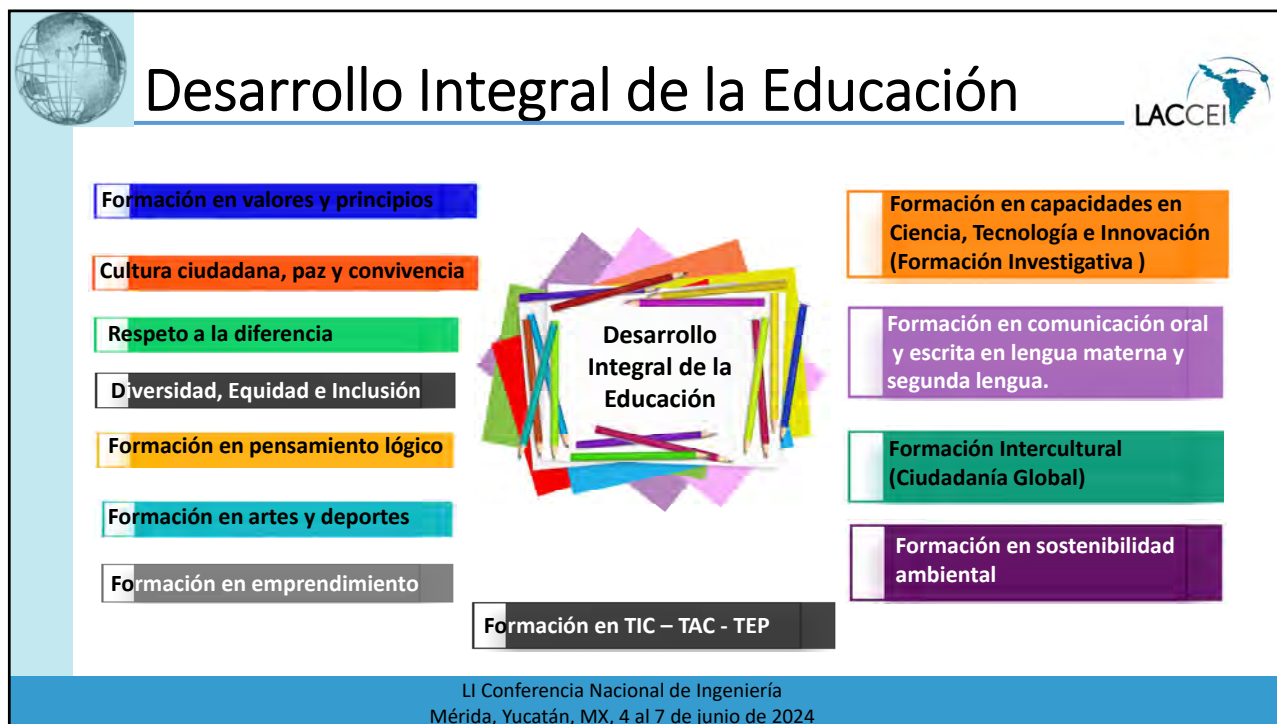 Desarrollo Integral de la Educación
LACCEI
Formación en valores y principios
Cultura ciudadana, paz y convivencia
Respeto a la diferencia
Diversidad, Equidad e Inclusión
Formación en pensamiento lógico
Formación en artes y deportes
Formación en emprendimiento
Desarrollo
Integral de la
Educación
Formación en capacidades en
Ciencia, Tecnología e Innovación
(Formación Investigativa )
Formación en comunicación oral
y escrita en lengua materna y
segunda lengua.
Formación Intercultural
(Ciudadanía Global)
Formación en sostenibilidad
ambiental
Formación en TIC – TAC - TEP
LI Conferencia Nacional de Ingeniería
Mérida, Yucatán, MX, 4 al 7 de junio de 2024